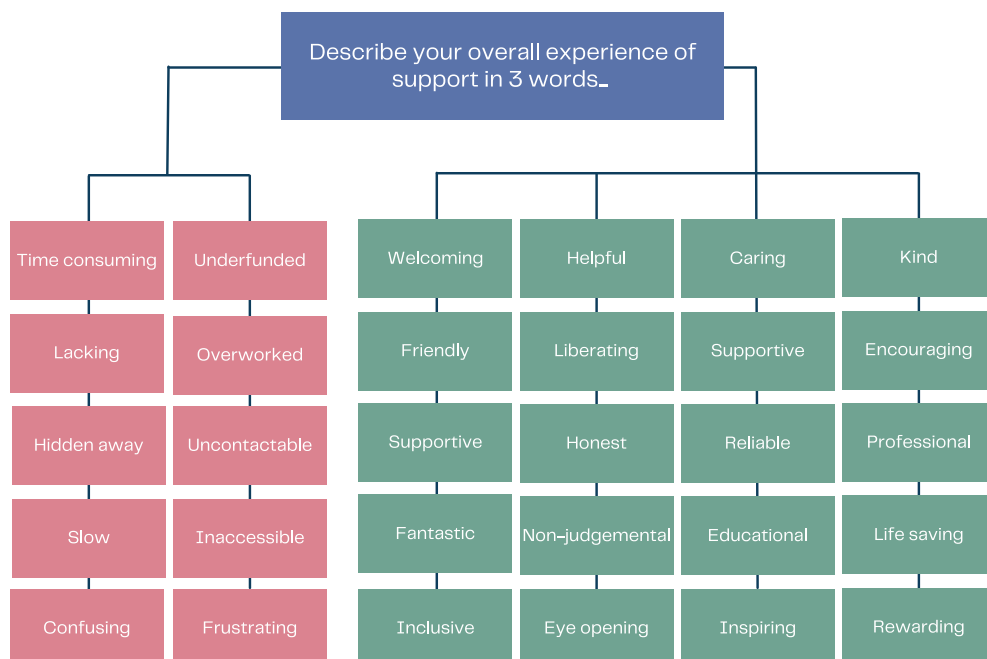 Describe your overall experience of
support in 3 words...
Time consuming
Underfunded
Welcoming
Helpful
Caring
Kind
Lacking
Overworked
Friendly
Liberating
Supportive
Encouraging
Hidden away
Uncontactable
Supportive
Honest
Reliable
Professional
Slow
Inaccessible
Fantastic
Non-judgemental
Educational
Life saving
Confusing
Frustrating
Inclusive
Eye opening
Inspiring
Rewarding